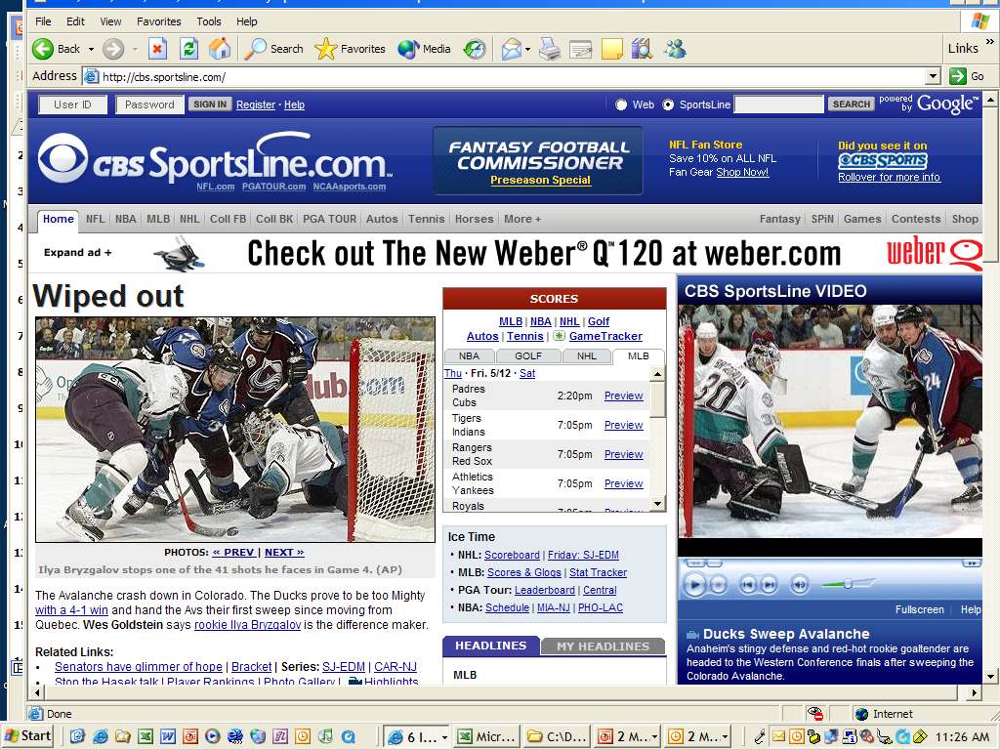 File Edit View Favorites Tools Help
Back Search Favorites Media Links »
Address http://cbs.sportsline.com/ Go
User ID Password SIGN IN Register · Help Web SportsLine SEARCH powered by Google™
CBS SportsLine.com
NFL.com PGATOUR.com NCAAsports.com
FANTASY FOOTBALL
COMMISSIONER
Preseason Special
NFL Fan Store
Save 10% on ALL NFL
Fan Gear Shop Now!
Did you see it on
CBS SPORTS
Rollover for more info
Home NFL NBA MLB NHL Coll FB Coll BK PGA TOUR Autos Tennis Horses More + Fantasy SPiN Games Contests Shop
Expand ad + Check out The New Weber® Q™120 at weber.com weber Q
Wiped out
PHOTOS: « PREV | NEXT »
Ilya Bryzgalov stops one of the 41 shots he faces in Game 4. (AP)
The Avalanche crash down in Colorado. The Ducks prove to be too Mighty
with a 4-1 win and hand the Avs their first sweep since moving from
Quebec. Wes Goldstein says rookie Ilya Bryzgalov is the difference maker.
Related Links:
• Senators have glimmer of hope | Bracket | Series: SJ-EDM | CAR-NJ
• Stop the Hasek talk | Player Rankings | Photo Gallery | Highlights
SCORES
MLB | NBA | NHL | Golf
Autos | Tennis | GameTracker
NBA GOLF NHL MLB
Thu · Fri. 5/12 · Sat
Padres
Cubs 2:20pm Preview
Tigers
Indians 7:05pm Preview
Rangers
Red Sox 7:05pm Preview
Athletics
Yankees 7:05pm Preview
Royals 7:05pm Preview
Ice Time
• NHL: Scoreboard | Friday: SJ-EDM
• MLB: Scores & Glogs | Stat Tracker
• PGA Tour: Leaderboard | Central
• NBA: Schedule | MIA-NJ | PHO-LAC
HEADLINES MY HEADLINES
MLB
CBS SportsLine VIDEO
30
24
Fullscreen | Help
Ducks Sweep Avalanche
Anaheim's stingy defense and red-hot rookie goaltender are
headed to the Western Conference finals after sweeping the
Colorado Avalanche.
Done Internet
Start 6 I... Micr... C:\D... 2 M... 2 M... 11:26 AM